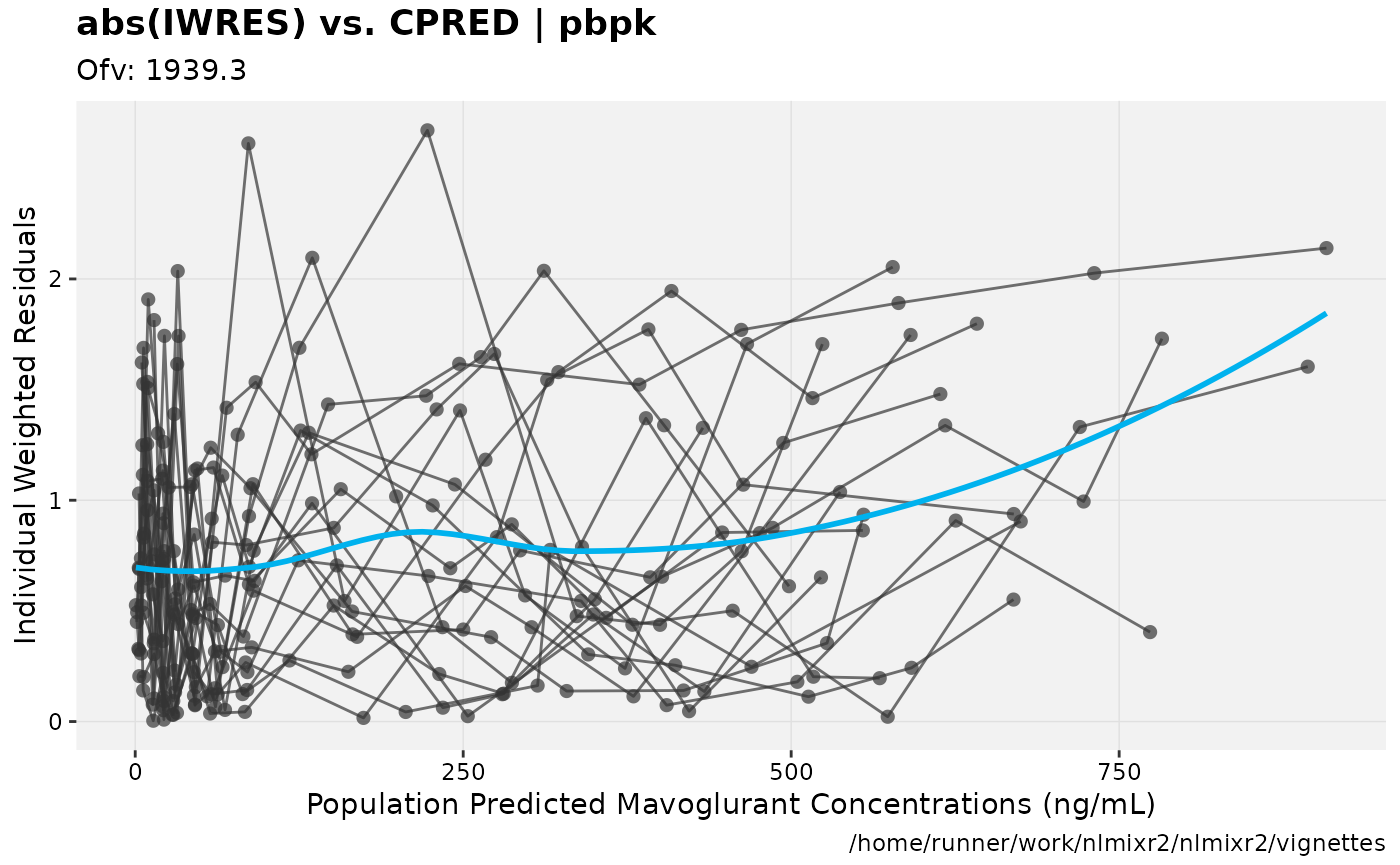 abs(IWRES) vs. CPRED | pbpk
Ofv: 1939.3
Individual Weighted Residuals
2
1
0
0 250 500 750
Population Predicted Mavoglurant Concentrations (ng/mL)
/home/runner/work/nlmixr2/nlmixr2/vignettes